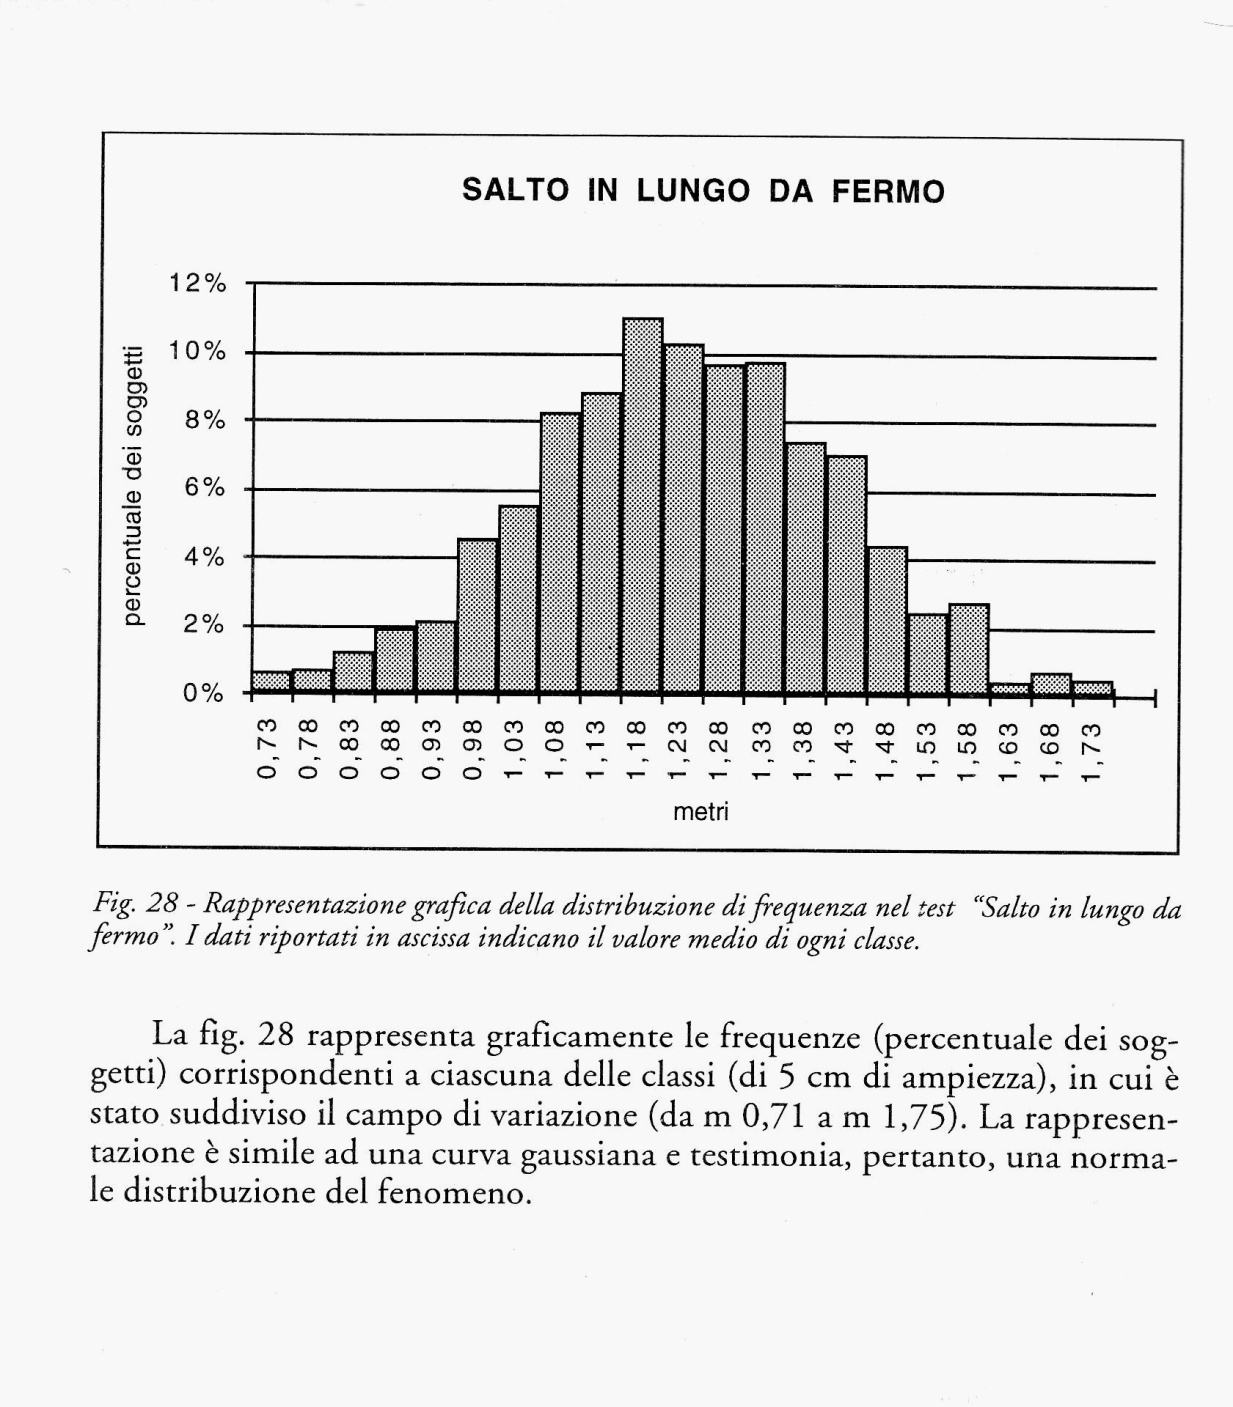 SALTO IN LUNGO DA FERMO
12%
10%
8%
6%
4%
2%
0%
percentuale dei soggetti
0,73
0,78
0,83
0,88
0,93
0,98
1,03
1,08
1,13
1,18
1,23
1,28
1,33
1,38
1,43
1,48
1,53
1,58
1,63
1,68
1,73
metri
Fig. 28 - Rappresentazione grafica della distribuzione di frequenza nel test "Salto in lungo da
fermo". I dati riportati in ascissa indicano il valore medio di ogni classe.
La fig. 28 rappresenta graficamente le frequenze (percentuale dei sog-
getti) corrispondenti a ciascuna delle classi (di 5 cm di ampiezza), in cui è
stato suddiviso il campo di variazione (da m 0,71 a m 1,75). La rappresen-
tazione è simile ad una curva gaussiana e testimonia, pertanto, una norma-
le distribuzione del fenomeno.